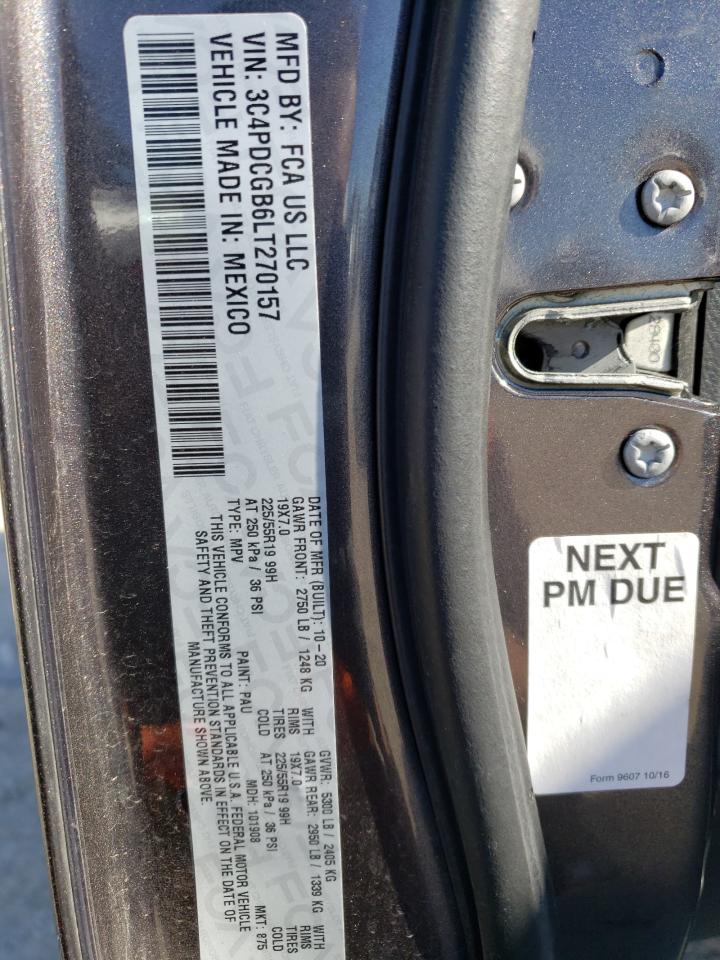 MFD BY: FCA US LLC
VIN: 3C4PDCGB6LT270157
VEHICLE MADE IN: MEXICO
DATE OF MFR (BUILT): 10-20
GVWR: 5300 LB / 2405 KG
GAWR FRONT: 2750 LB / 1248 KG WITH
GAWR REAR: 2950 LB / 1339 KG WITH
19X7.0 RIMS
19X7.0 RIMS
225/55R19 99H TIRES
225/55R19 99H TIRES
AT 250 kPa / 36 PSI COLD
AT 250 kPa / 36 PSI COLD
TYPE: MPV PAINT: PAU MDH: 101908 MKT: 875
THIS VEHICLE CONFORMS TO ALL APPLICABLE U.S.A. FEDERAL MOTOR VEHICLE
SAFETY AND THEFT PREVENTION STANDARDS IN EFFECT ON THE DATE OF
MANUFACTURE SHOWN ABOVE.
NEXT
PM DUE
Form 9607 10/16